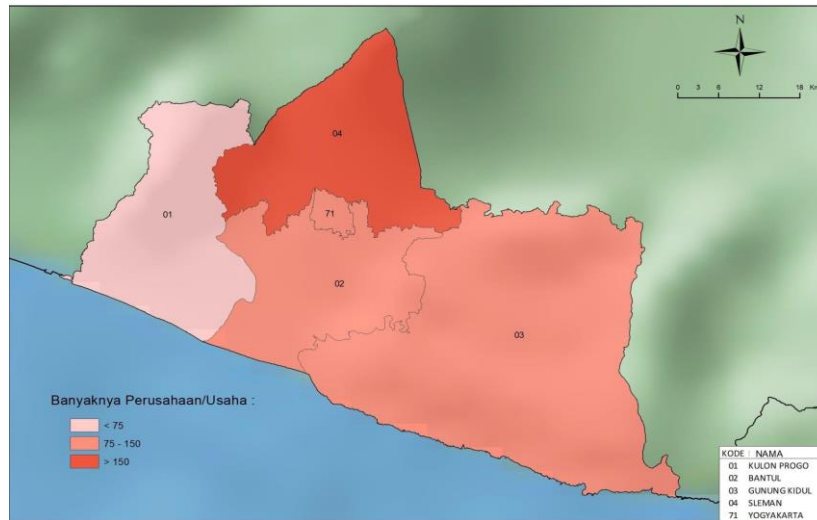 N
0 3 6 12 18 Km
04
01
71
02
03
Banyaknya Perusahaan/Usaha :
< 75
75 - 150
> 150
KODE NAMA
01 KULON PROGO
02 BANTUL
03 GUNUNG KIDUL
04 SLEMAN
71 YOGYAKARTA